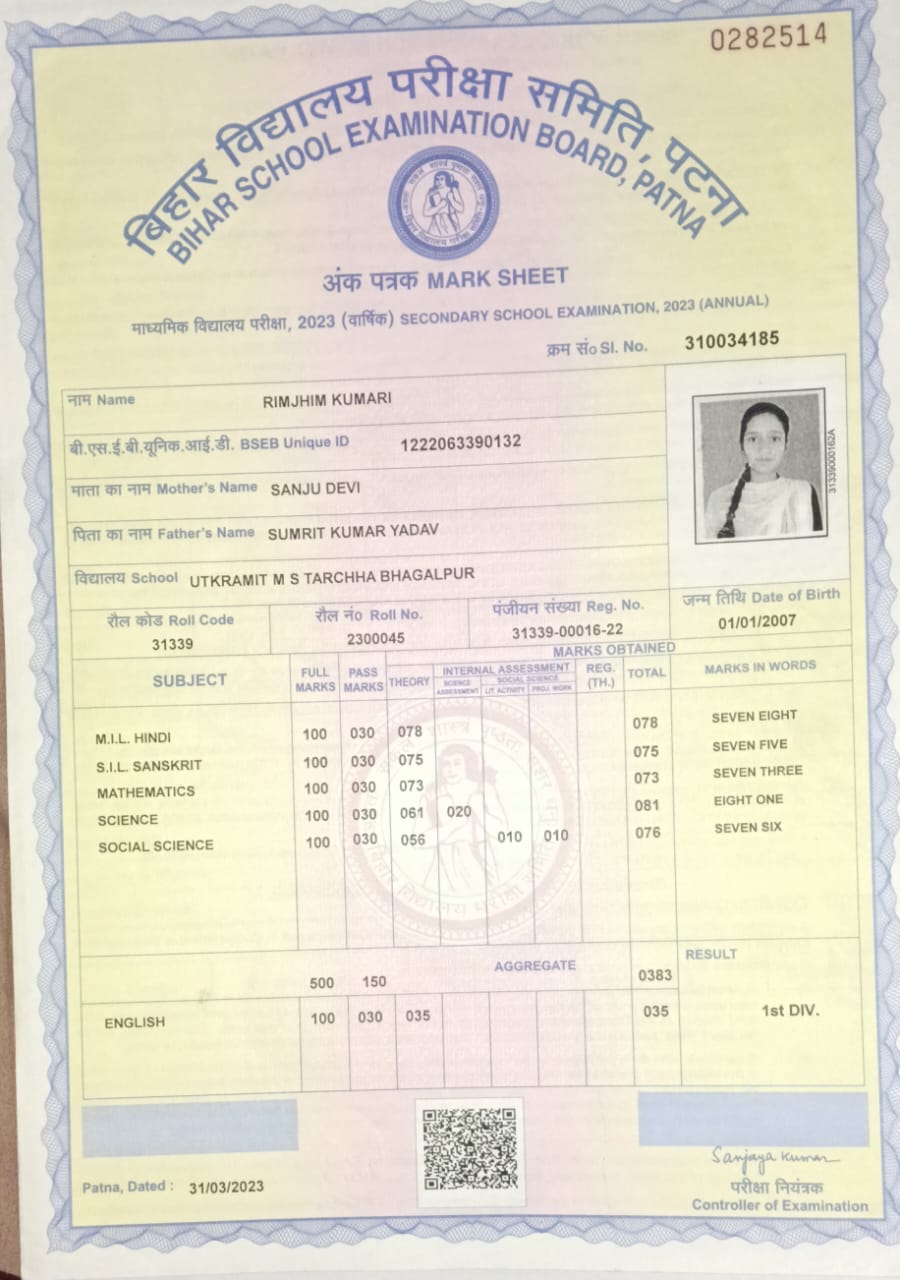 0282514
बिहार विद्यालय परीक्षा समिति, पटना
BIHAR SCHOOL EXAMINATION BOARD, PATNA
अंक पत्रक MARK SHEET
माध्यमिक विद्यालय परीक्षा, 2023 (वार्षिक) SECONDARY SCHOOL EXAMINATION, 2023 (ANNUAL)
क्रम सं० Sl. No. 310034185
नाम Name RIMJHIM KUMARI
बी.एस.ई.बी.यूनिक.आई.डी. BSEB Unique ID 1222063390132
माता का नाम Mother's Name SANJU DEVI
पिता का नाम Father's Name SUMRIT KUMAR YADAV
विद्यालय School UTKRAMIT M S TARCHHA BHAGALPUR
31339000162A
रौल कोड Roll Code रौल नं० Roll No. पंजीयन संख्या Reg. No. जन्म तिथि Date of Birth
31339 2300045 31339-00016-22 01/01/2007
MARKS OBTAINED
SUBJECT FULL MARKS PASS MARKS THEORY INTERNAL ASSESSMENT REG. (TH.) TOTAL MARKS IN WORDS
SCIENCE ASSESSMENT SOCIAL SCIENCE LIT ACTIVITY PROJ. WORK
M.I.L. HINDI 100 030 078 078 SEVEN EIGHT
S.I.L. SANSKRIT 100 030 075 075 SEVEN FIVE
MATHEMATICS 100 030 073 073 SEVEN THREE
SCIENCE 100 030 061 020 081 EIGHT ONE
SOCIAL SCIENCE 100 030 056 010 010 076 SEVEN SIX
500 150 AGGREGATE 0383 RESULT
ENGLISH 100 030 035 035 1st DIV.
Patna, Dated : 31/03/2023
Sanjaya Kumar
परीक्षा नियंत्रक
Controller of Examination